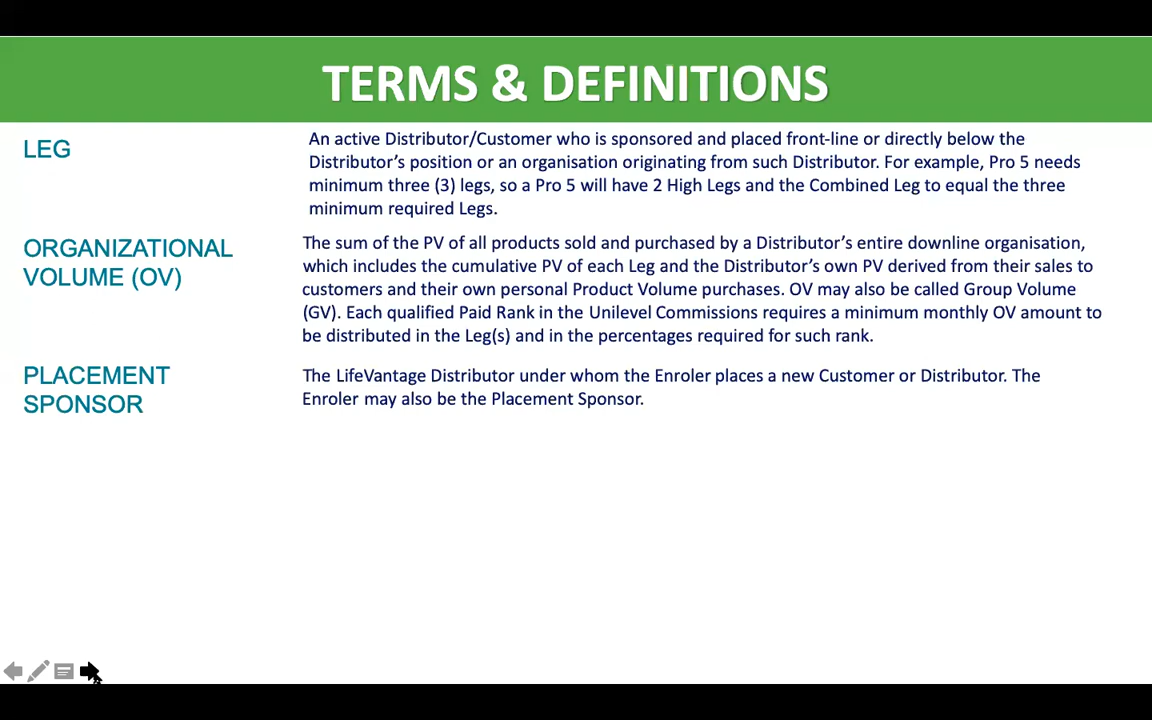 TERMS & DEFINITIONS
LEG
An active Distributor/Customer who is sponsored and placed front-line or directly below the
Distributor’s position or an organisation originating from such Distributor. For example, Pro 5 needs
minimum three (3) legs, so a Pro 5 will have 2 High Legs and the Combined Leg to equal the three
minimum required Legs.
ORGANIZATIONAL
VOLUME (OV)
The sum of the PV of all products sold and purchased by a Distributor’s entire downline organisation,
which includes the cumulative PV of each Leg and the Distributor’s own PV derived from their sales to
customers and their own personal Product Volume purchases. OV may also be called Group Volume
(GV). Each qualified Paid Rank in the Unilevel Commissions requires a minimum monthly OV amount to
be distributed in the Leg(s) and in the percentages required for such rank.
PLACEMENT
SPONSOR
The LifeVantage Distributor under whom the Enroler places a new Customer or Distributor. The
Enroler may also be the Placement Sponsor.